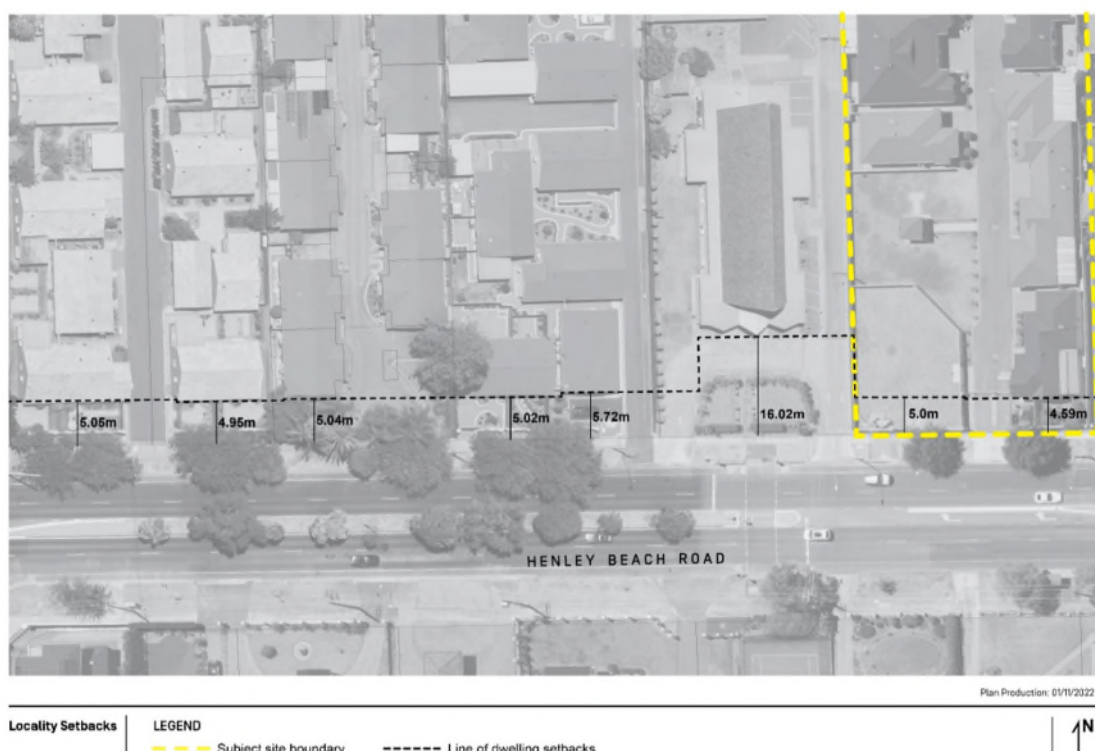 5.05m
4.95m
5.04m
5.02m
5.72m
16.02m
5.0m
4.59m
HENLEY BEACH ROAD
Plan Production: 01/11/2022
Locality Setbacks
LEGEND
Subject site boundary
Line of dwelling setbacks
N